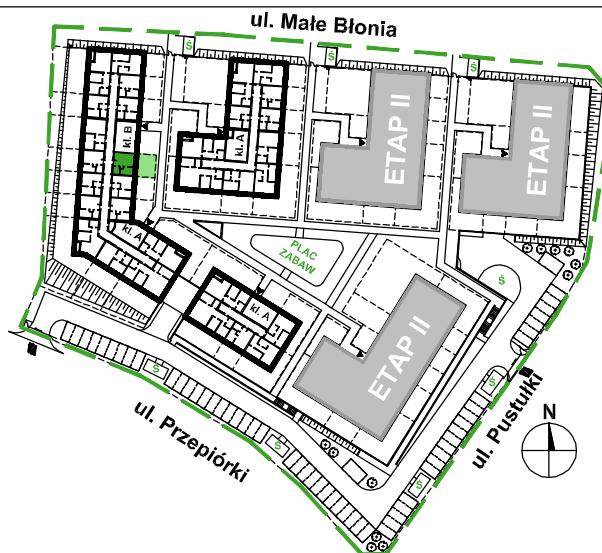 ul. Małe Błonia
Ś
Ś
Ś
kl. B
kl. A
ETAP II
ETAP II
kl. A
PLAC
ZABAW
Ś
kl. A
ETAP II
Ś
Ś
ul. Przepiórki
Ś
Ś
ul. Pustułki
N